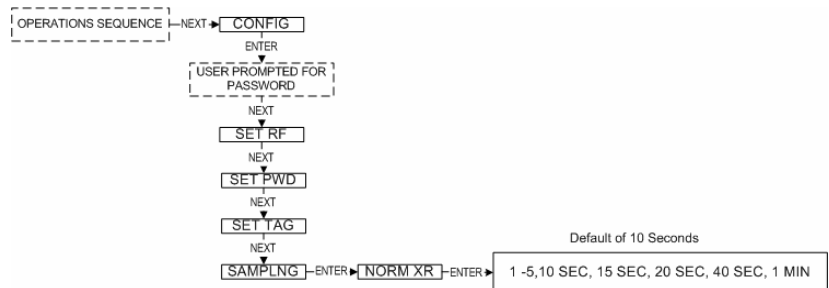 OPERATIONS SEQUENCE NEXT CONFIG
ENTER
USER PROMPTED FOR
PASSWORD
NEXT
SET RF
NEXT
SET PWD
NEXT
SET TAG
NEXT
Default of 10 Seconds
SAMPLNG ENTER NORM XR ENTER 1 -5,10 SEC, 15 SEC, 20 SEC, 40 SEC, 1 MIN